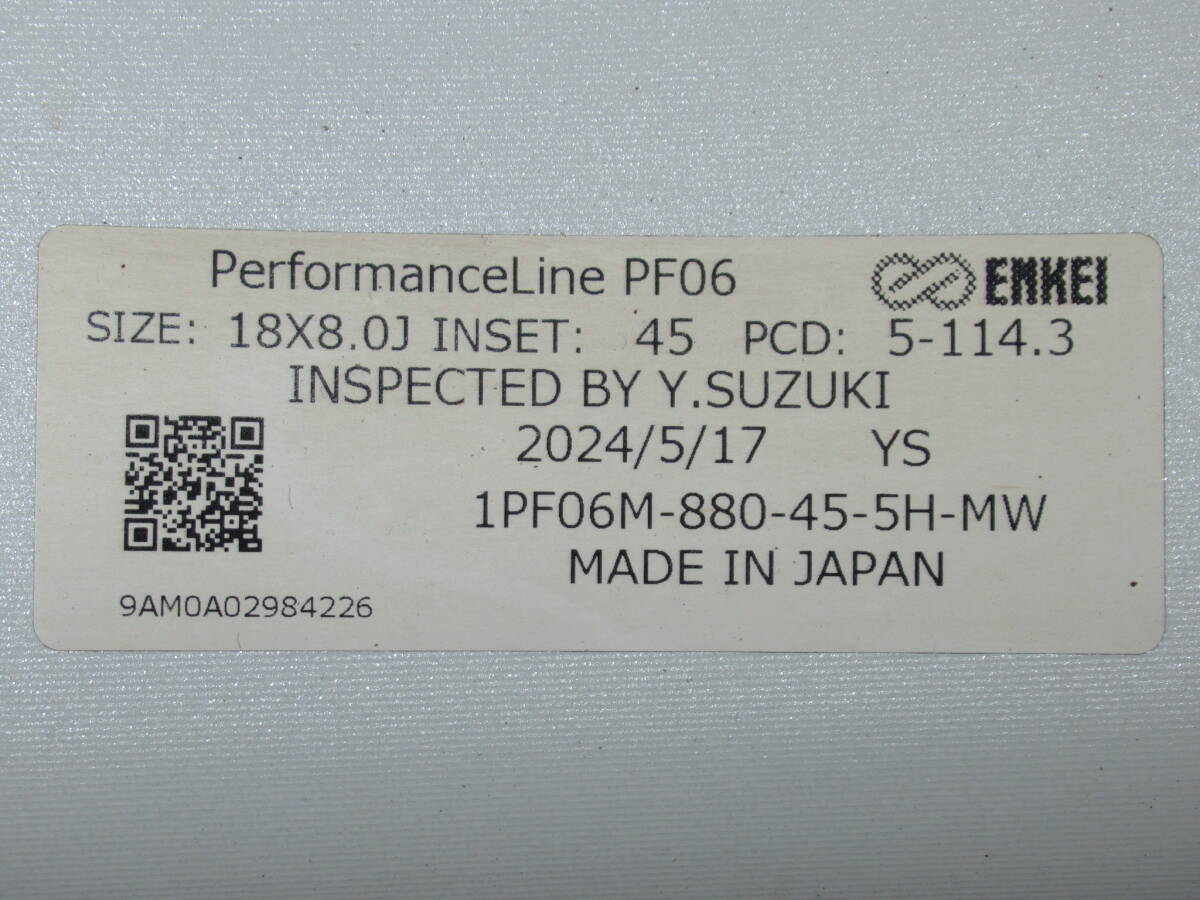 PerformanceLine PF06
ENKEI
SIZE: 18X8.0J INSET: 45 PCD: 5-114.3
INSPECTED BY Y.SUZUKI
2024/5/17 YS
1PF06M-880-45-5H-MW
MADE IN JAPAN
9AM0A02984226